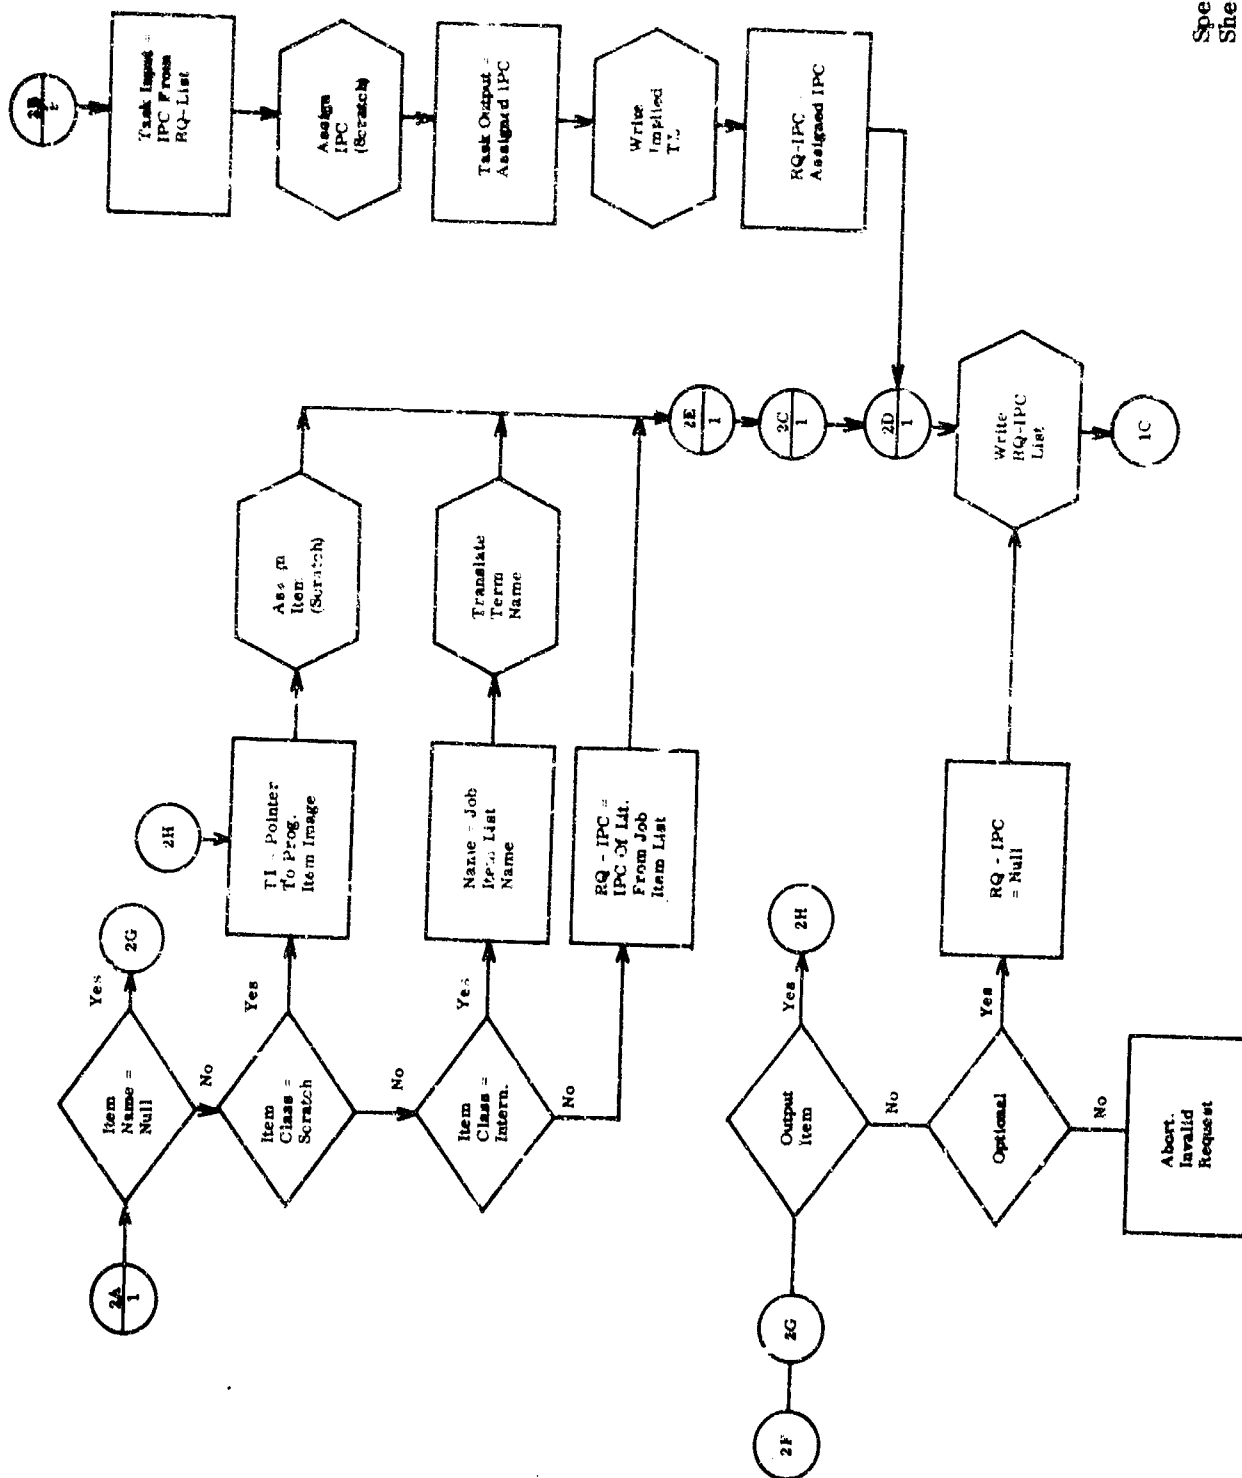 2A
1
Item
Name =
Null
Yes
2G
No
Item
Class =
Scratch
Yes
2H
To Prog.
Item Image
Item
(Scratch)
No
Item
Class =
Intern.
Yes
Name = Job
Item List
Name
Translate
Term
Name
No
RQ - IPC =
IPC Of Lit.
From Job
Item List
2B
Task Input =
IPC From
RQ-List
Assign
IPC
(Scratch)
Task Output =
Assigned IPC
Write
Implied
RQ-IPC
Assigned IPC
2E
1
2C
1
2D
1
Write
RQ-IPC
List
1C
2F
2G
Output
Item
Yes
2H
No
Optional
Yes
RQ - IPC
= Null
No
Abort.
Invalid
Request